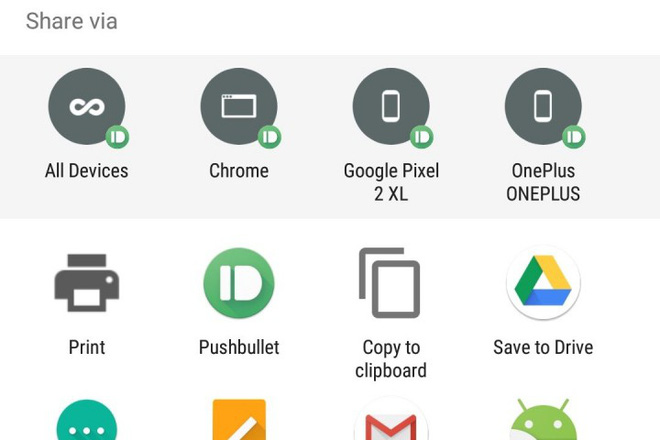 Share via
All Devices
Chrome
Google Pixel
2 XL
OnePlus
ONEPLUS
Print
Pushbullet
Copy to
clipboard
Save to Drive